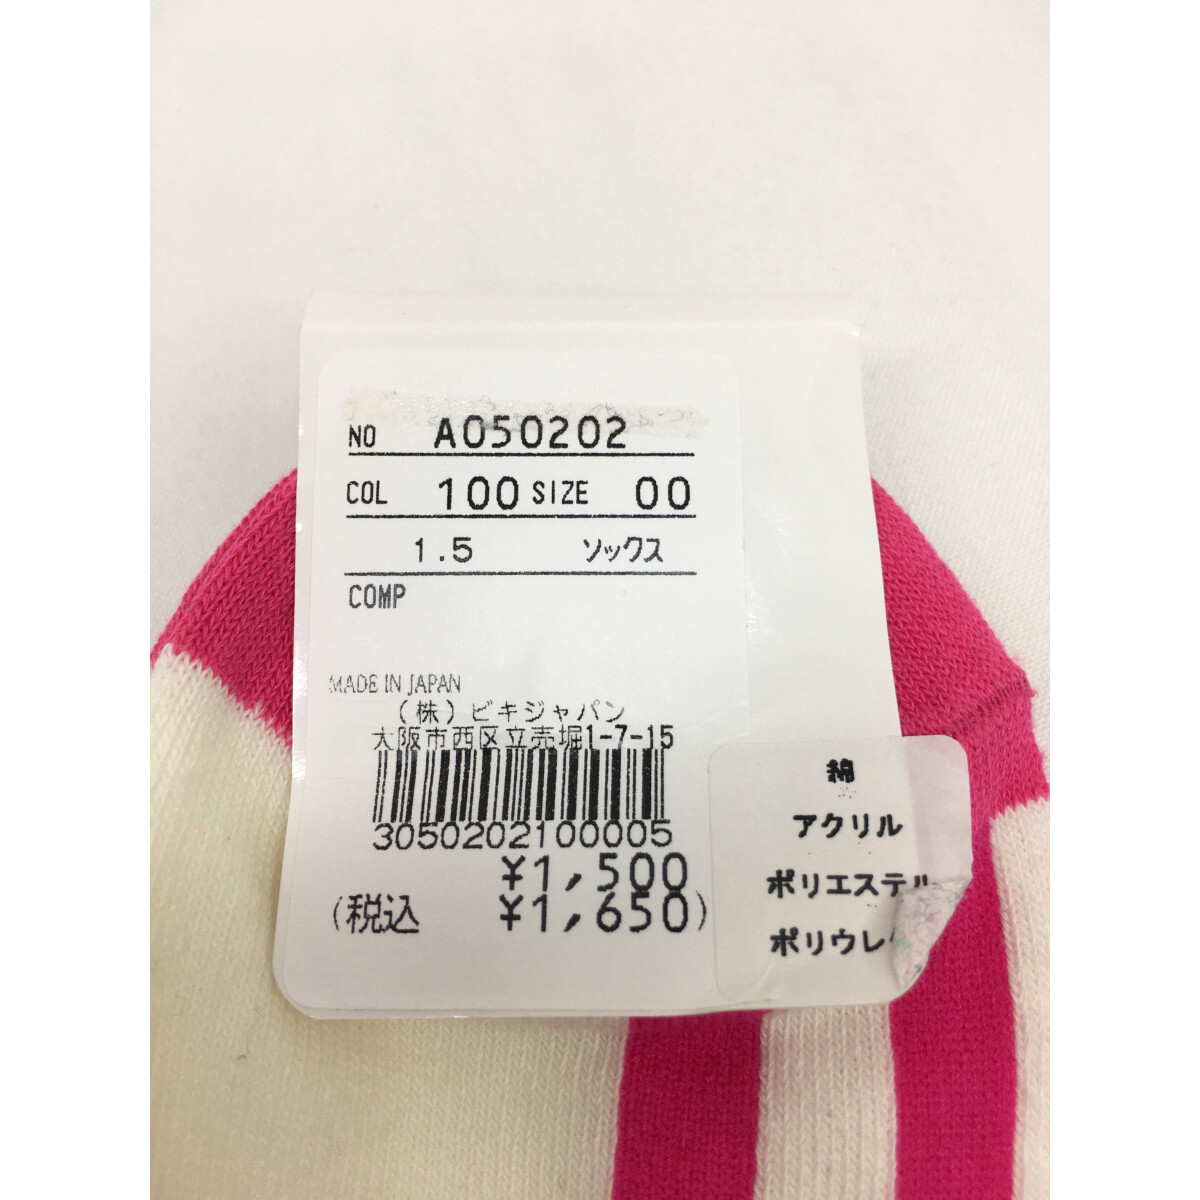 NO A050202
COL 100 SIZE 00
1.5 ソックス
COMP
MADE IN JAPAN
(株)ビキジャパン
大阪市西区立売堀1-7-15
3050202100005
¥1,500
(税込 ¥1,650)
綿
アクリル
ポリエステル
ポリウレ